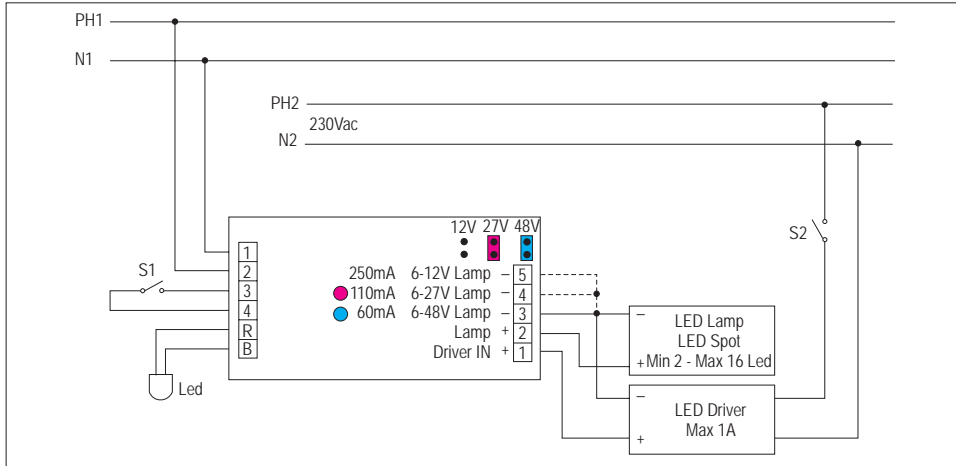 PH1
N1
PH2
230Vac
N2
12V 27V 48V
S2
1
2
3
4
R
B
S1
250mA 6-12V Lamp – 5
110mA 6-27V Lamp – 4
60mA 6-48V Lamp – 3
Lamp + 2
Driver IN + 1
Led
– LED Lamp
LED Spot
+ Min 2 - Max 16 Led
– LED Driver
Max 1A
+